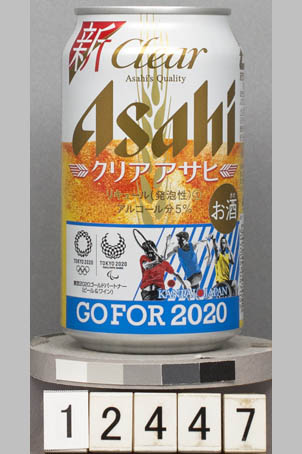 新 Clear
Asahi's Quality
Asahi
クリア アサヒ
リキュール(発泡性)①
アルコール分5%
お酒
TOKYO 2020
TOKYO 2020
東京2020ゴールドパートナー
(ビール&ワイン)
GO FOR 2020
1 2 4 4 7